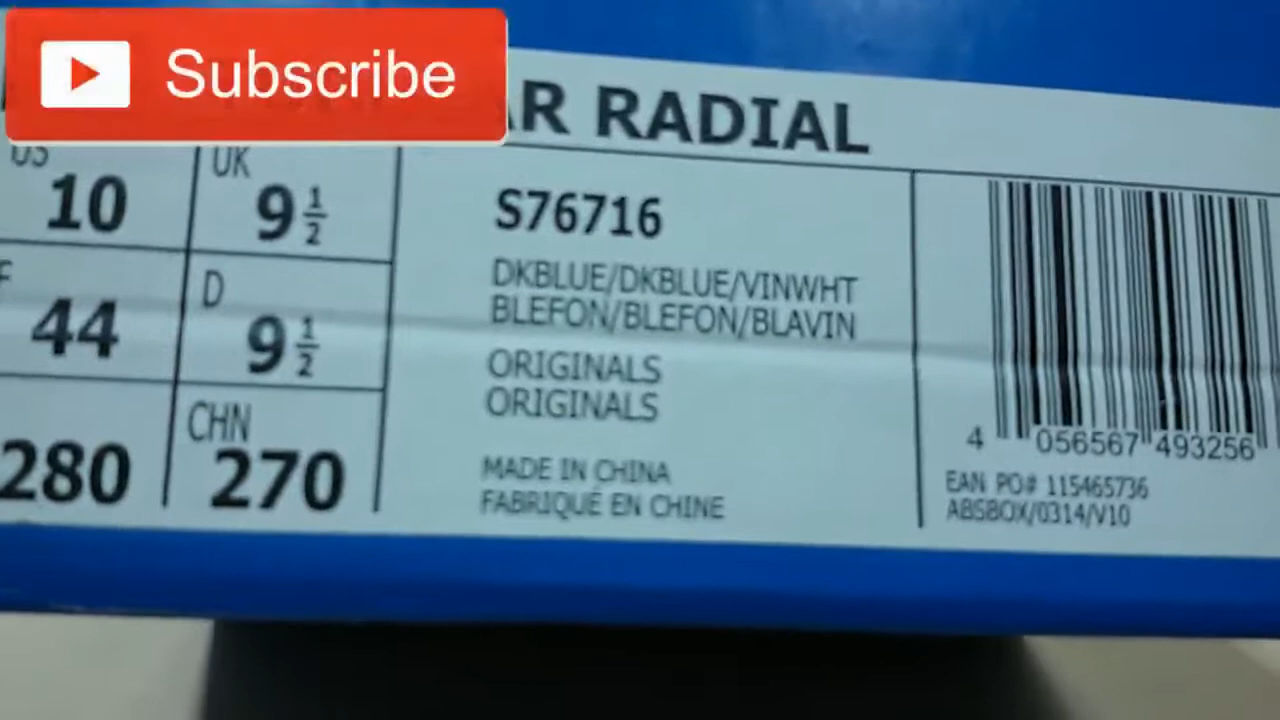 Subscribe
AR RADIAL
US
10
UK
9 1/2
F
44
D
9 1/2
280
CHN
270
S76716
DKBLUE/DKBLUE/VINWHT
BLEFON/BLEFON/BLAVIN
ORIGINALS
ORIGINALS
MADE IN CHINA
FABRIQUÉ EN CHINE
4 056567 493256
EAN PO# 115465736
ABSBOX/0314/V10